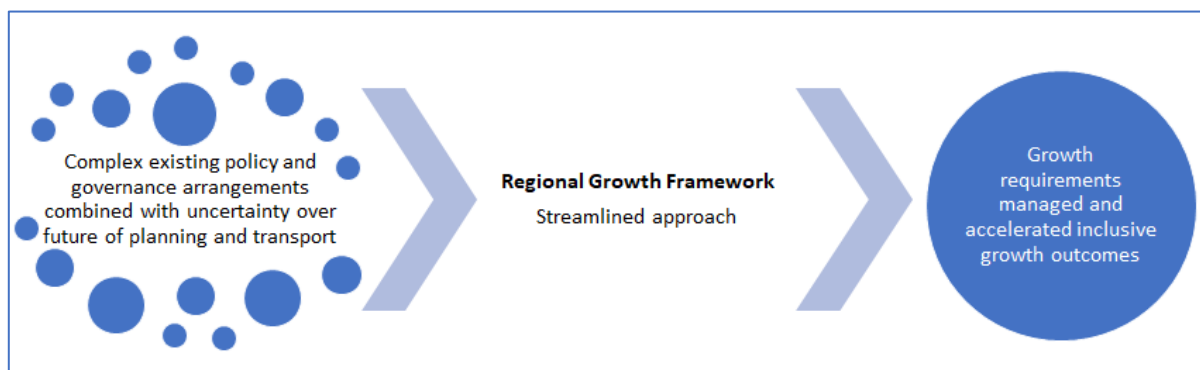 Complex existing policy and
governance arrangements
combined with uncertainty over
future of planning and transport
Regional Growth Framework
Streamlined approach
Growth
requirements
managed and
accelerated inclusive
growth outcomes